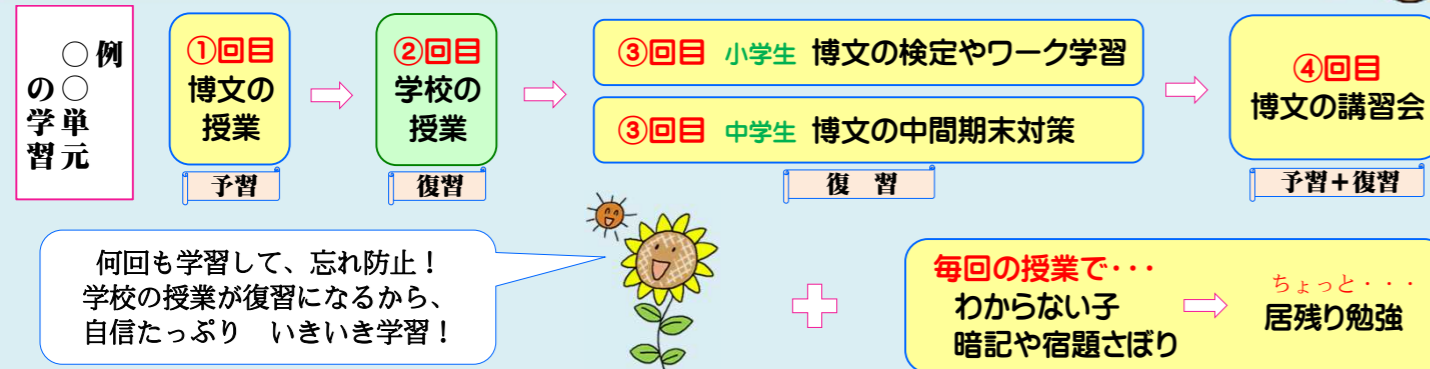 例
○○単元
の学習
①回目
博文の
授業
予習
②回目
学校の
授業
復習
③回目 小学生 博文の検定やワーク学習
③回目 中学生 博文の中間期末対策
復 習
④回目
博文の講習会
予習＋復習
何回も学習して、忘れ防止！
学校の授業が復習になるから、
自信たっぷり　いきいき学習！
毎回の授業で・・・
わからない子
暗記や宿題さぼり
ちょっと・・・
居残り勉強